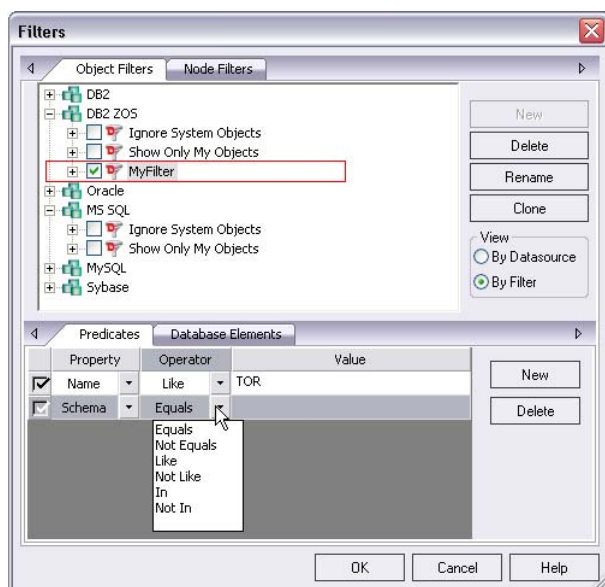 Filters
Object Filters
Node Filters
DB2
DB2 ZOS
Ignore System Objects
Show Only My Objects
MyFilter
Oracle
MS SQL
Ignore System Objects
Show Only My Objects
MySQL
Sybase
New
Delete
Rename
Clone
View
By Datasource
By Filter
Predicates
Database Elements
Property Operator Value
Name Like TOR
Schema Equals
Equals
Not Equals
Like
Not Like
In
Not In
New
Delete
OK Cancel Help